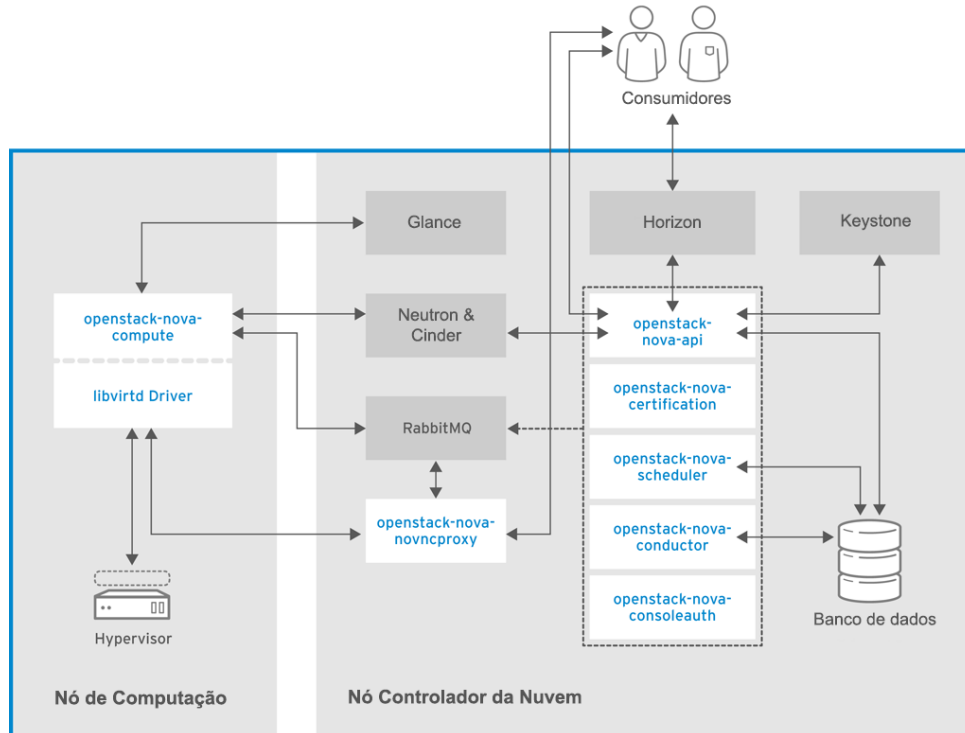 Consumidores
Glance
Horizon
Keystone
openstack-nova-
compute
libvirtd Driver
Neutron &
Cinder
openstack-
nova-api
openstack-nova-
certification
RabbitMQ
openstack-nova-
scheduler
openstack-nova-
novncproxy
openstack-nova-
conductor
openstack-nova-
consoleauth
Banco de dados
Hypervisor
Nó de Computação
Nó Controlador da Nuvem